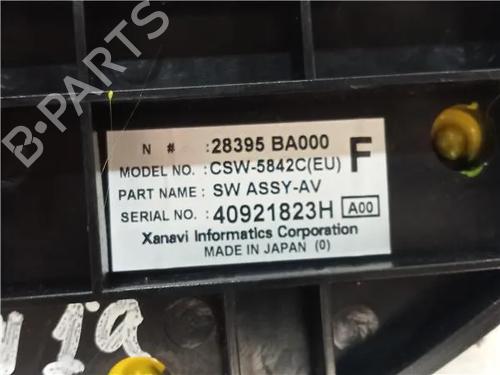 B-PARTS
N #: 28395 BA000 F
MODEL NO.: CSW-5842C(EU)
PART NAME: SW ASSY-AV
SERIAL NO.: 40921823H A00
Xanavi Informatics Corporation
MADE IN JAPAN (0)